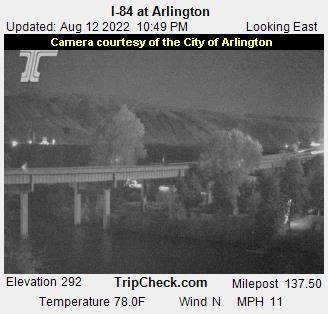 I-84 at Arlington
Updated: Aug 12 2022 10:49 PM Looking East
Camera courtesy of the City of Arlington
Elevation 292 TripCheck.com Milepost 137.50
Temperature 78.0F Wind N MPH 11